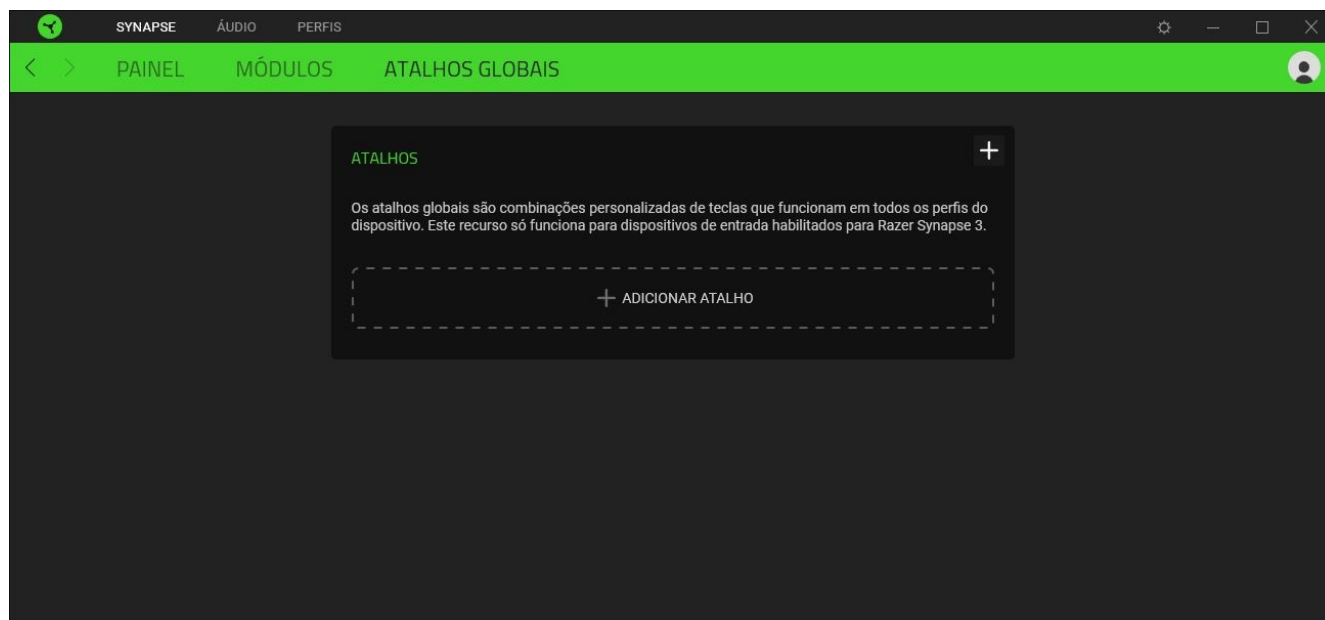 SYNAPSE ÁUDIO PERFIS
PAINEL MÓDULOS ATALHOS GLOBAIS
ATALHOS
Os atalhos globais são combinações personalizadas de teclas que funcionam em todos os perfis do
dispositivo. Este recurso só funciona para dispositivos de entrada habilitados para Razer Synapse 3.
ADICIONAR ATALHO